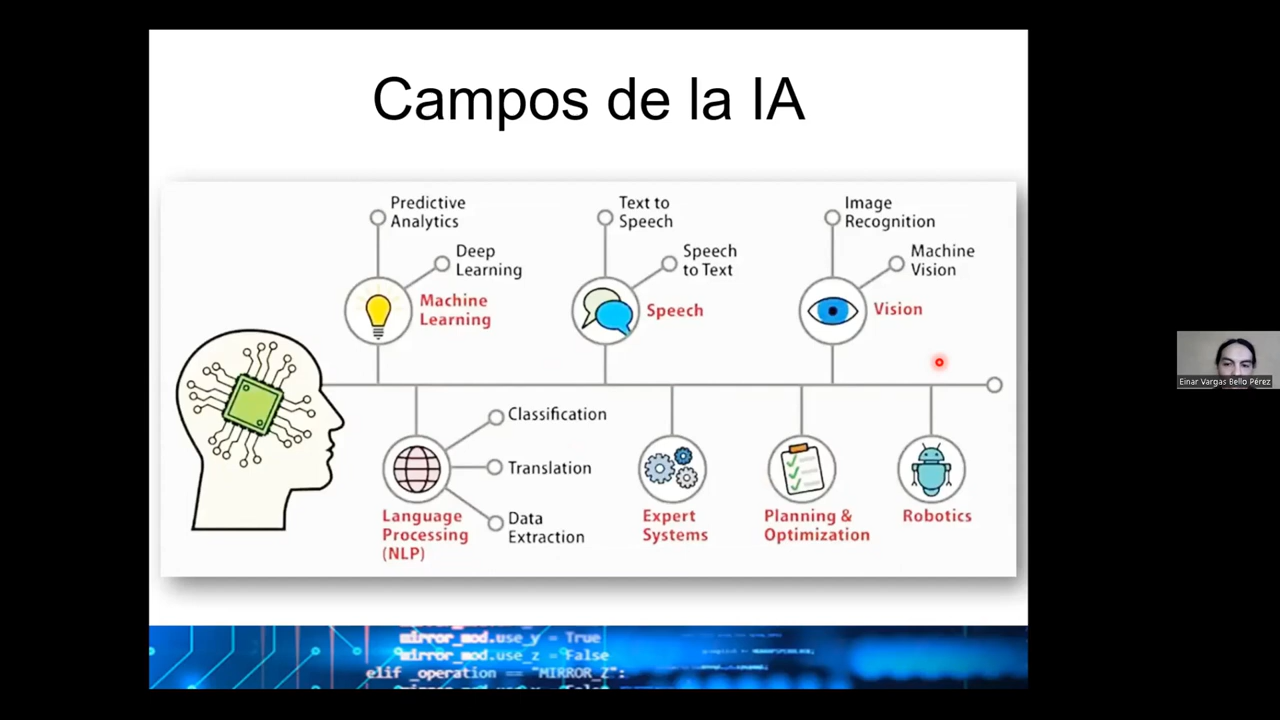 Campos de la IA
Predictive
Analytics
Deep
Learning
Machine
Learning
Text to
Speech
Speech
to Text
Speech
Image
Recognition
Machine
Vision
Vision
Classification
Translation
Data
Extraction
Language
Processing
(NLP)
Expert
Systems
Planning &
Optimization
Robotics
Einar Vargas Bello Pérez
mirror_mod.use_y = True
mirror_mod.use_z = False
elif _operation == "MIRROR_Z":